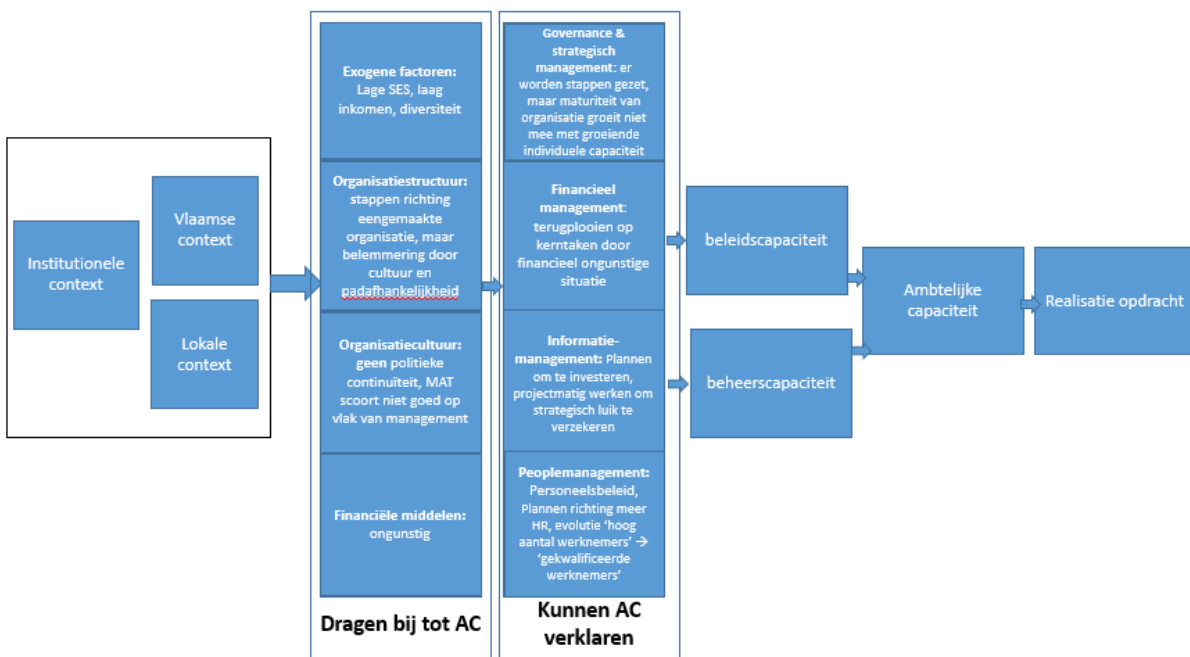 Institutionele
context
Vlaamse
context
Lokale
context
Exogene factoren:
Lage SES, laag
inkomen, diversiteit
Organisatiestructuur:
stappen richting
eengemaakte
organisatie, maar
belemmering door
cultuur en
padafhankelijkheid
Organisatiecultuur:
geen politieke
continuïteit, MAT
scoort niet goed op
vlak van management
Financiële middelen:
ongunstig
Dragen bij tot AC
Governance &
strategisch
management: er
worden stappen gezet,
maar maturiteit van
organisatie groeit niet
mee met groeiende
individuele capaciteit
Financieel
management:
terugplooien op
kerntaken door
financieel ongunstige
situatie
Informatie-
management: Plannen
om te investeren,
projectmatig werken om
strategisch luik te
verzekeren
Peoplemanagement:
Personeelsbeleid,
Plannen richting meer
HR, evolutie ‘hoog
aantal werknemers’ →
‘gekwalificeerde
werknemers’
Kunnen AC
verklaren
beleidscapaciteit
beheerscapaciteit
Ambtelijke
capaciteit
Realisatie opdracht